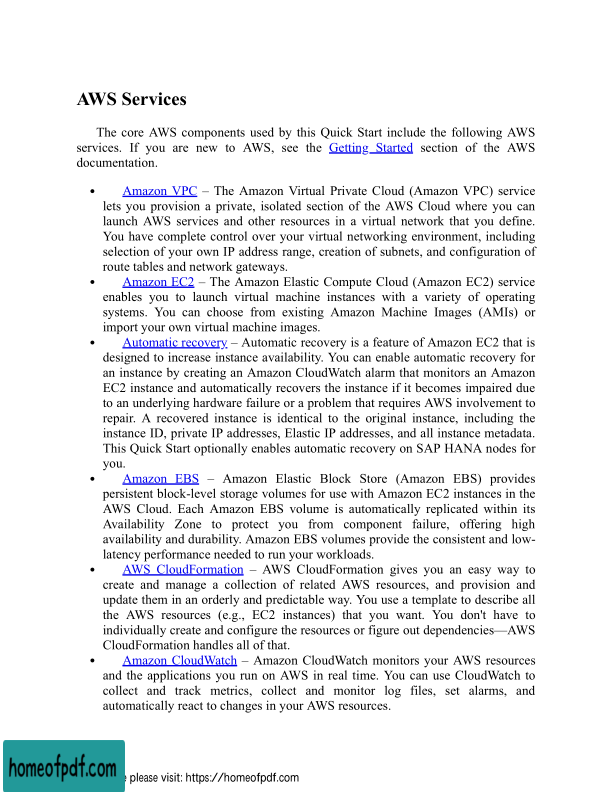 AWS Services
The core AWS components used by this Quick Start include the following AWS
services. If you are new to AWS, see the Getting Started section of the AWS
documentation.
• Amazon VPC – The Amazon Virtual Private Cloud (Amazon VPC) service
lets you provision a private, isolated section of the AWS Cloud where you can
launch AWS services and other resources in a virtual network that you define.
You have complete control over your virtual networking environment, including
selection of your own IP address range, creation of subnets, and configuration of
route tables and network gateways.
• Amazon EC2 – The Amazon Elastic Compute Cloud (Amazon EC2) service
enables you to launch virtual machine instances with a variety of operating
systems. You can choose from existing Amazon Machine Images (AMIs) or
import your own virtual machine images.
• Automatic recovery – Automatic recovery is a feature of Amazon EC2 that is
designed to increase instance availability. You can enable automatic recovery for
an instance by creating an Amazon CloudWatch alarm that monitors an Amazon
EC2 instance and automatically recovers the instance if it becomes impaired due
to an underlying hardware failure or a problem that requires AWS involvement to
repair. A recovered instance is identical to the original instance, including the
instance ID, private IP addresses, Elastic IP addresses, and all instance metadata.
This Quick Start optionally enables automatic recovery on SAP HANA nodes for
you.
• Amazon EBS – Amazon Elastic Block Store (Amazon EBS) provides
persistent block-level storage volumes for use with Amazon EC2 instances in the
AWS Cloud. Each Amazon EBS volume is automatically replicated within its
Availability Zone to protect you from component failure, offering high
availability and durability. Amazon EBS volumes provide the consistent and low-
latency performance needed to run your workloads.
• AWS CloudFormation – AWS CloudFormation gives you an easy way to
create and manage a collection of related AWS resources, and provision and
update them in an orderly and predictable way. You use a template to describe all
the AWS resources (e.g., EC2 instances) that you want. You don't have to
individually create and configure the resources or figure out dependencies—AWS
CloudFormation handles all of that.
• Amazon CloudWatch – Amazon CloudWatch monitors your AWS resources
and the applications you run on AWS in real time. You can use CloudWatch to
collect and track metrics, collect and monitor log files, set alarms, and
automatically react to changes in your AWS resources.
homeofpdf.com
please visit: https://homeofpdf.com